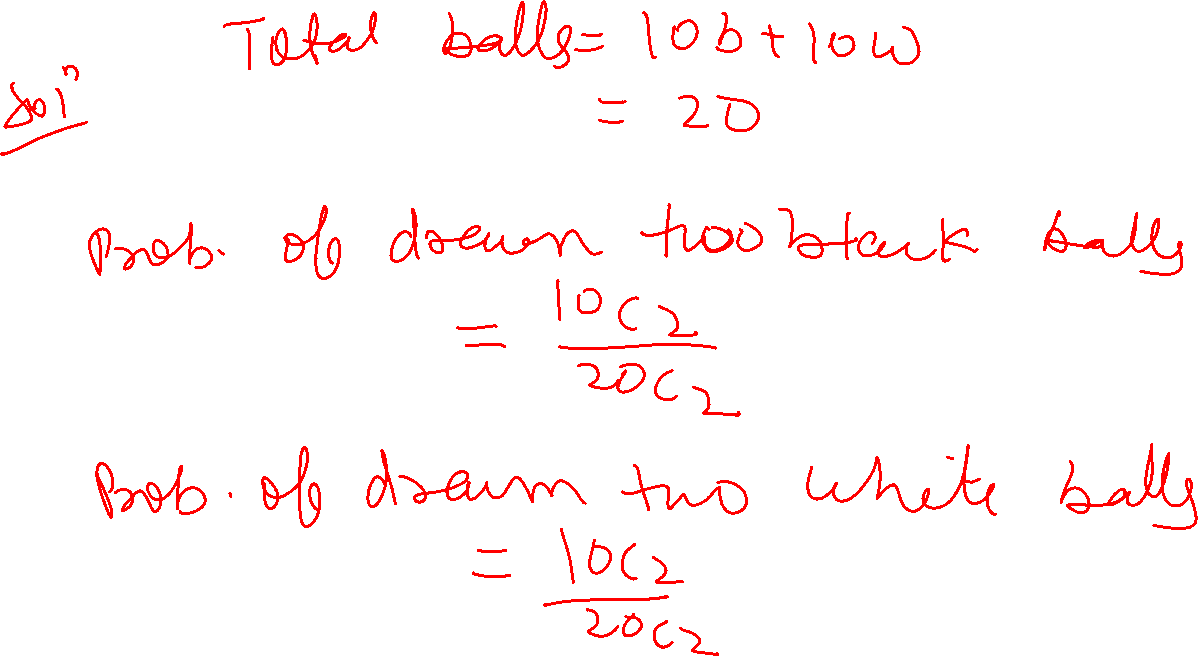 Total balls = 10b + 10w
Solⁿ
= 20
Prob. of drawn two black balls
= 10C2 / 20C2
Prob. of drawn two white balls
= 10C2 / 20C2